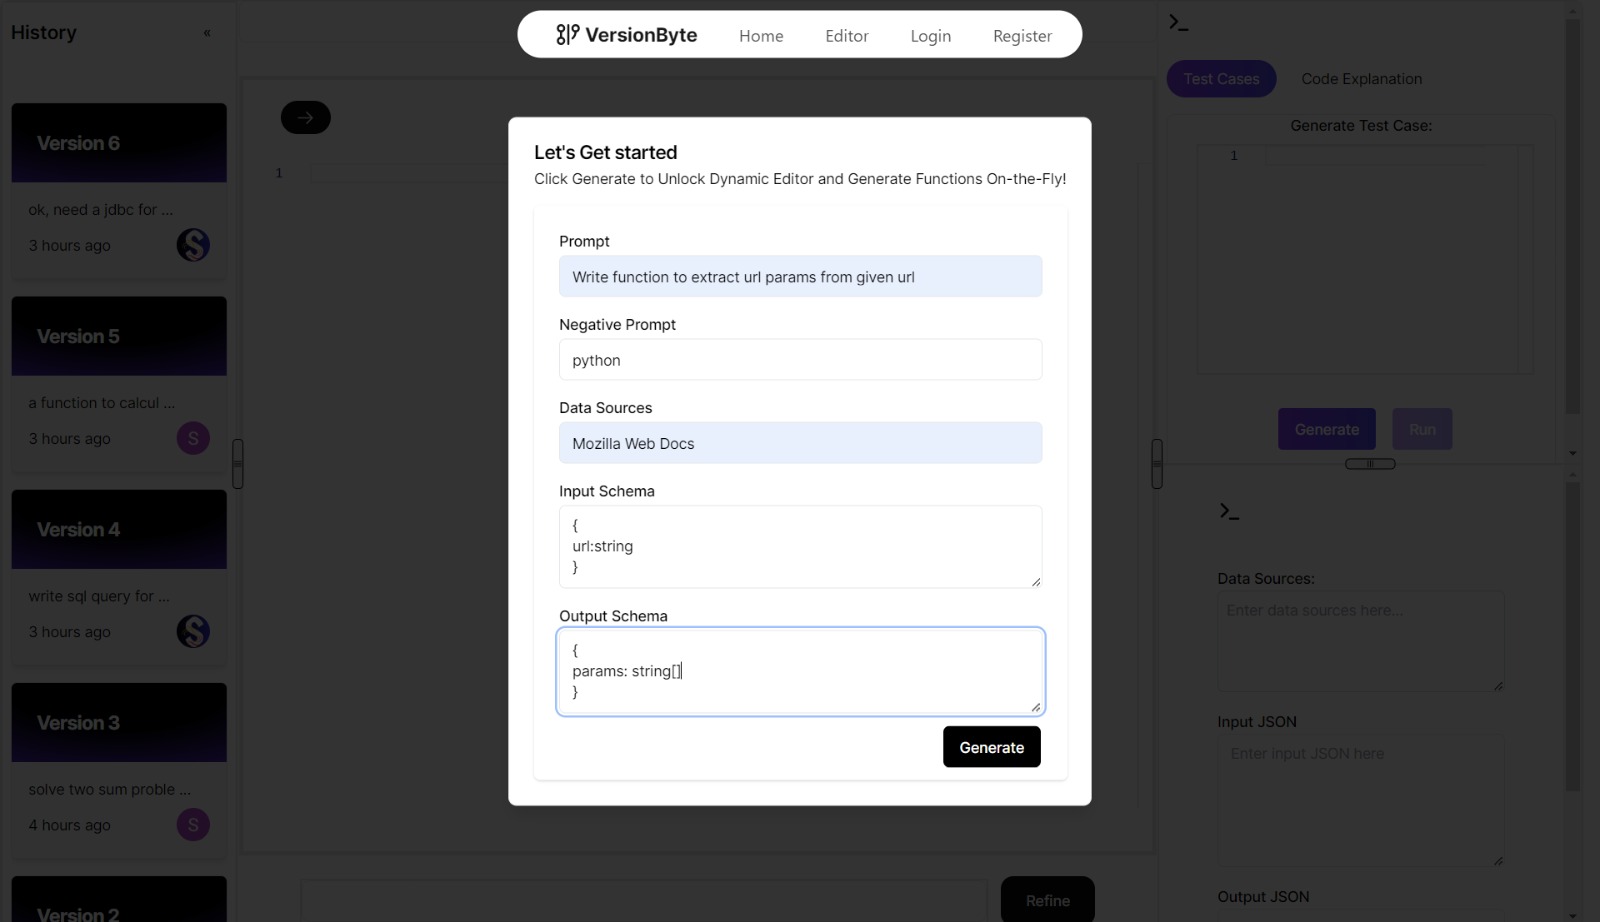 History
«
VersionByte
Home
Editor
Login
Register
Test Cases
Code Explanation
Generate Test Case:
1
Generate
Run
Version 6
ok, need a jdbc for ...
3 hours ago
S
Version 5
a function to calcul ...
3 hours ago
S
Version 4
write sql query for ...
3 hours ago
S
Version 3
solve two sum proble ...
4 hours ago
S
Version 2
→
1
Let's Get started
Click Generate to Unlock Dynamic Editor and Generate Functions On-the-Fly!
Prompt
Write function to extract url params from given url
Negative Prompt
python
Data Sources
Mozilla Web Docs
Input Schema
{
url:string
}
Output Schema
{
params: string[]
}
Generate
Refine
Data Sources:
Enter data sources here...
Input JSON
Enter input JSON here
Output JSON